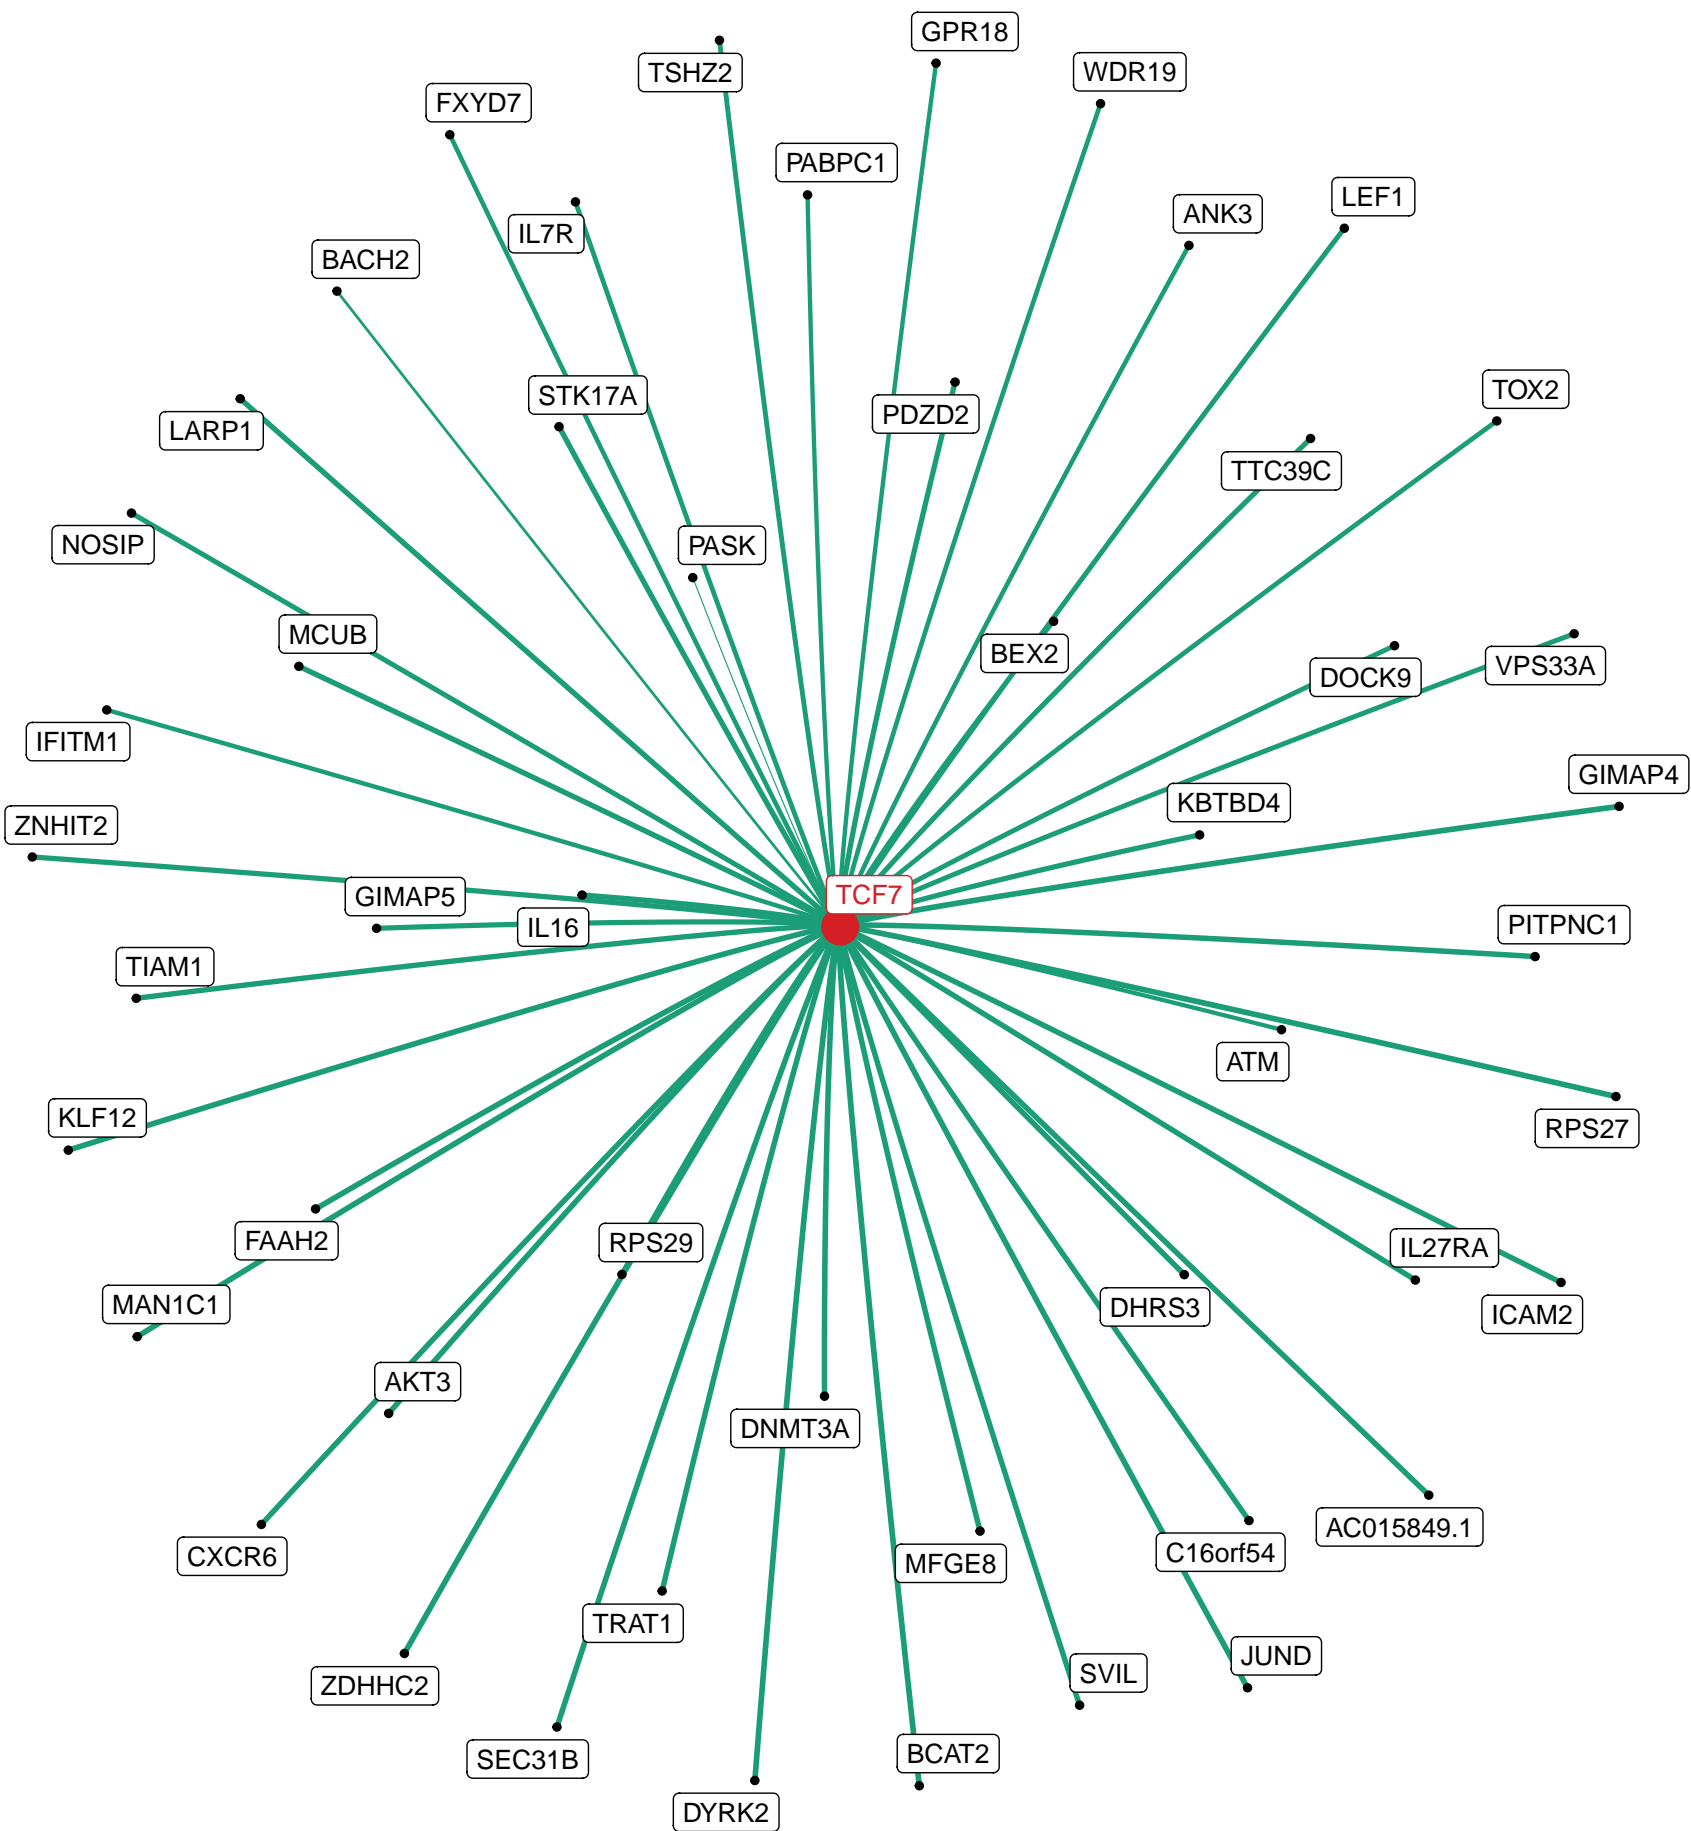 GPR18
TSHZ2
WDR19
FXYD7
PABPC1
LEF1
ANK3
IL7R
BACH2
TOX2
STK17A
PDZD2
LARP1
TTC39C
NOSIP
PASK
MCUB
BEX2
VPS33A
DOCK9
IFITM1
GIMAP4
KBTBD4
ZNHIT2
TCF7
GIMAP5
IL16
PITPNC1
TIAM1
ATM
KLF12
RPS27
FAAH2
RPS29
IL27RA
MAN1C1
DHRS3
ICAM2
AKT3
DNMT3A
AC015849.1
CXCR6
C16orf54
MFGE8
TRAT1
JUND
SVIL
ZDHHC2
BCAT2
SEC31B
DYRK2